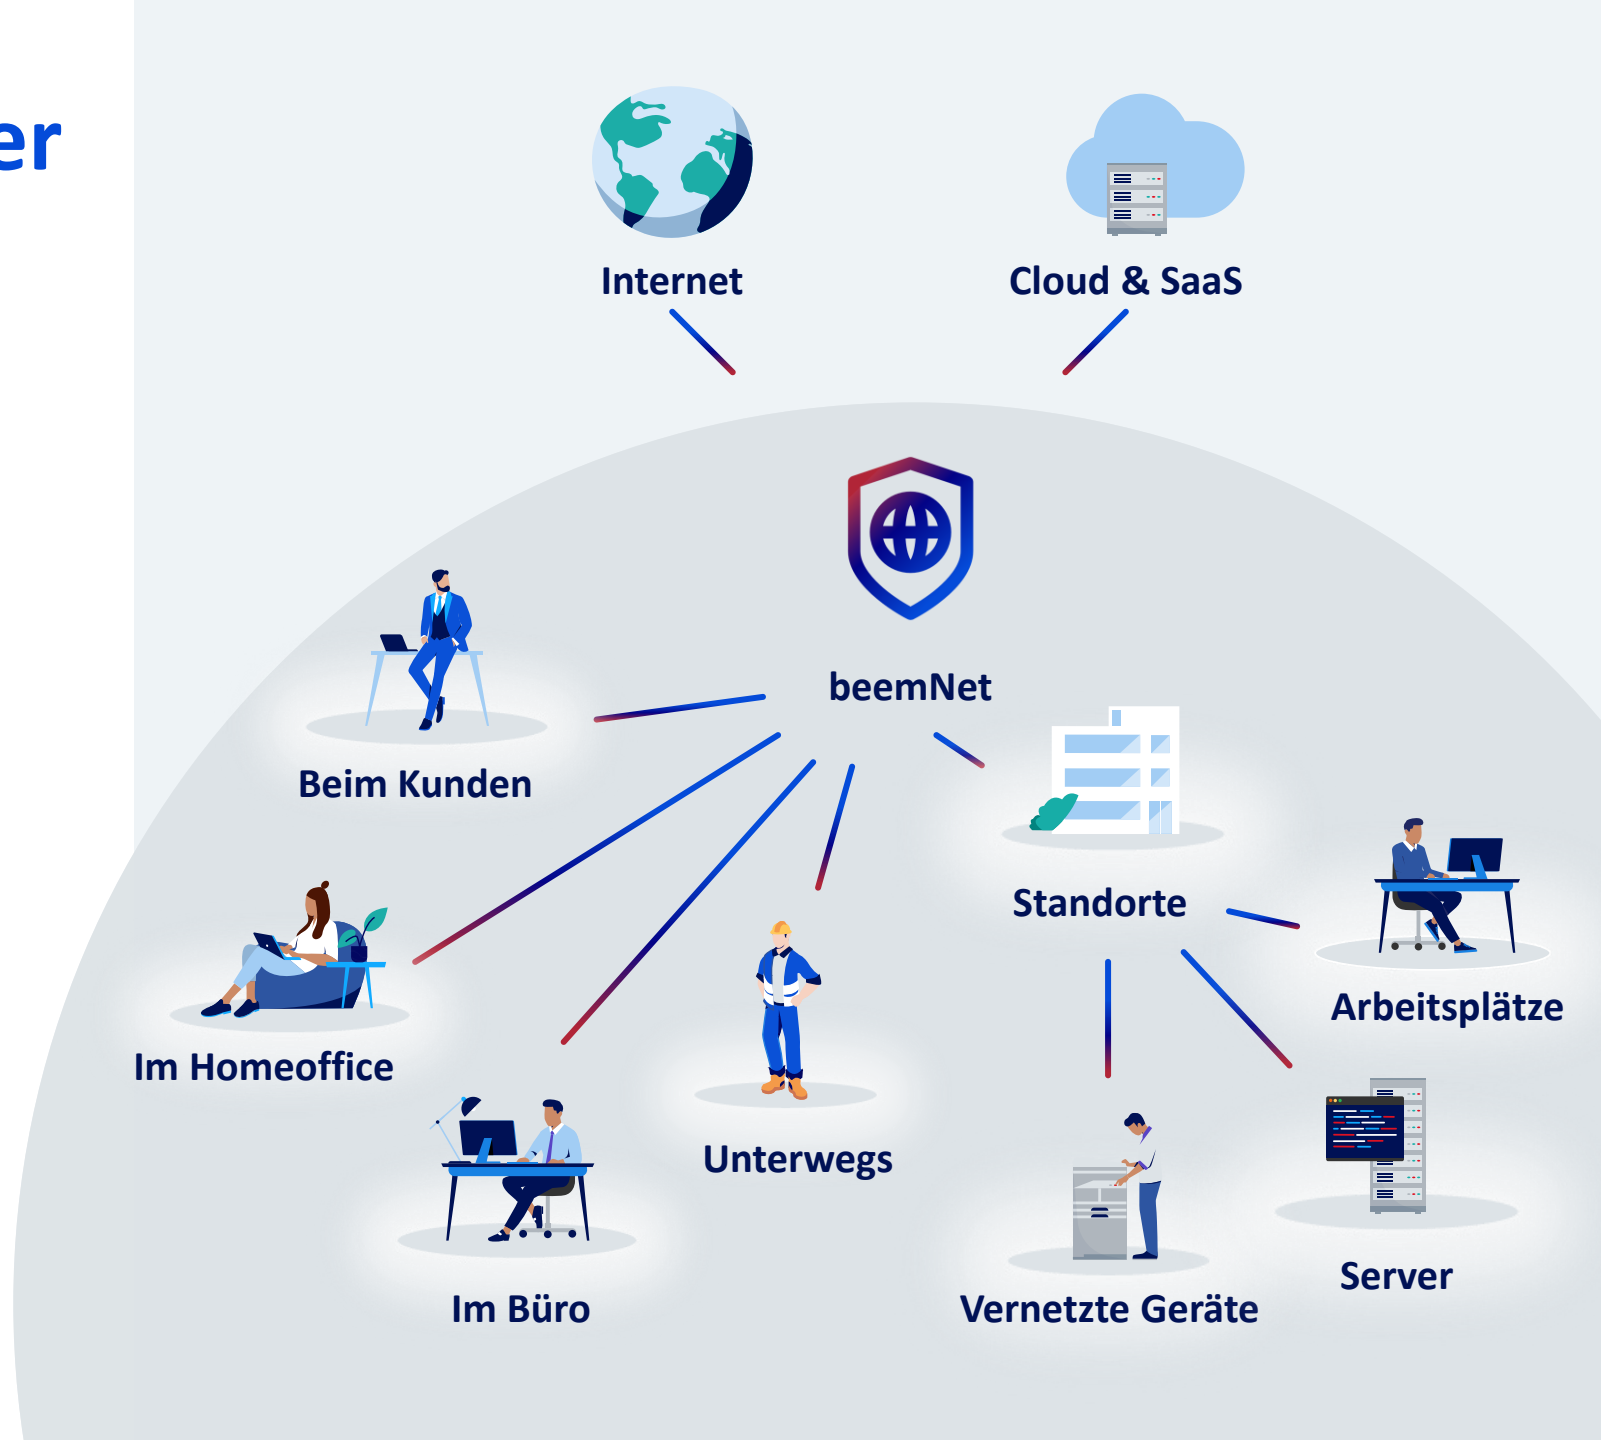 er
Internet
Cloud & SaaS
beemNet
Beim Kunden
Standorte
Arbeitsplätze
Im Homeoffice
Unterwegs
Server
Im Büro
Vernetzte Geräte